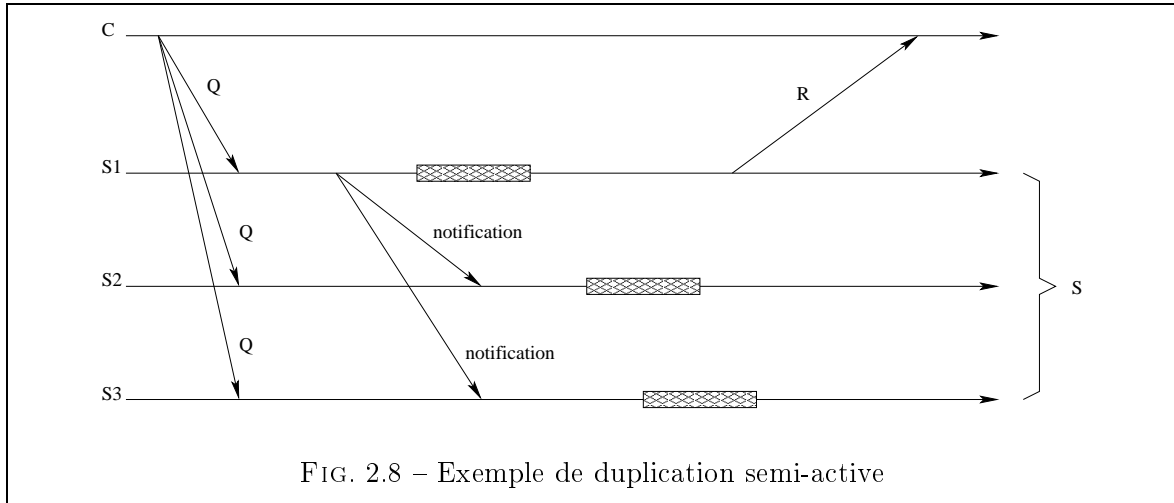 C
Q
R
S1
Q
notification
S2
S
Q
notification
S3
FIG. 2.8 – Exemple de duplication semi-active